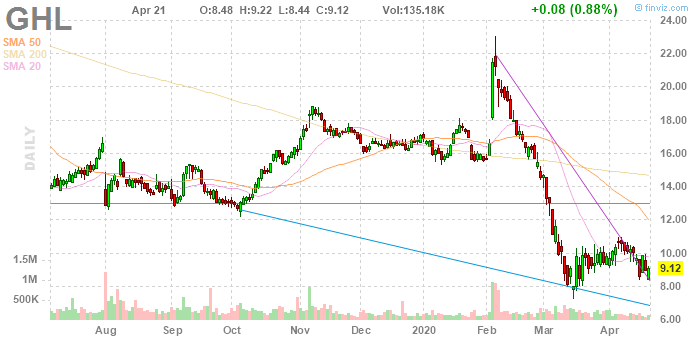 GHL Apr 21 O:8.48 H:9.22 L:8.44 C:9.12 Vol:135.18K +0.08 (0.88%) © finviz.com
SMA 50
SMA 200
SMA 20
DAILY
24.00
22.00
20.00
18.00
16.00
14.00
12.00
10.00
9.12
8.00
6.00
1.5M
1M
500K
Aug Sep Oct Nov Dec 2020 Feb Mar Apr